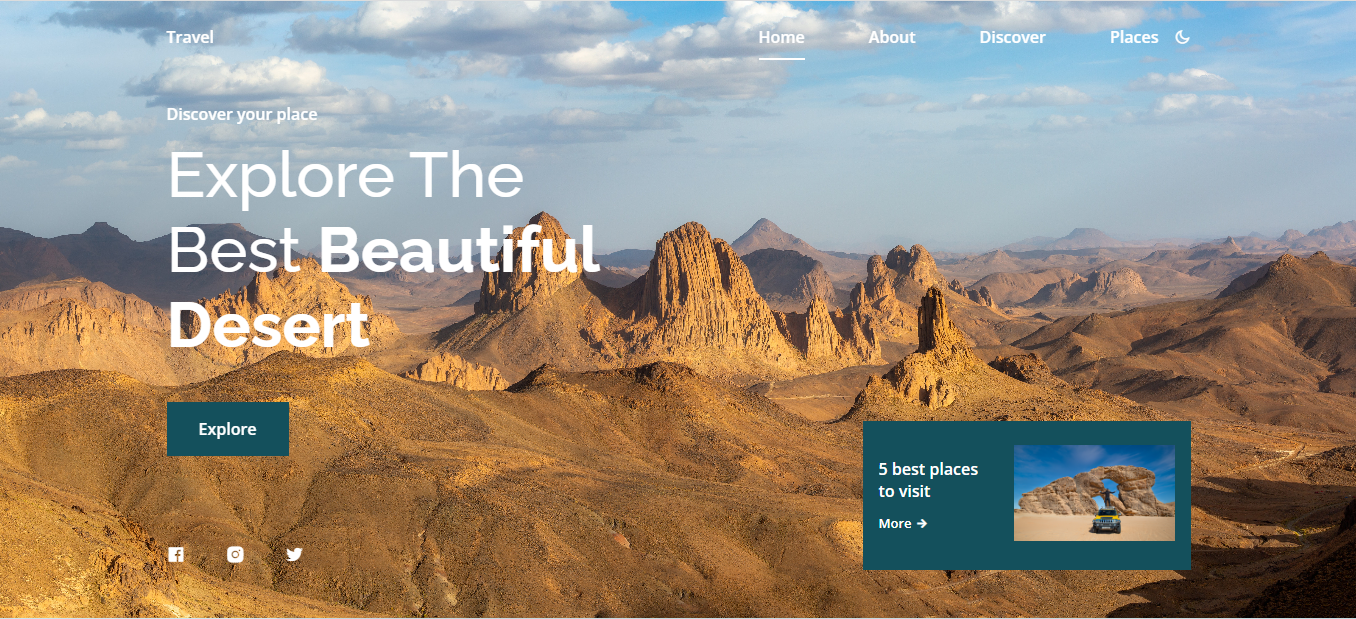 Travel
Home
About
Discover
Places
Discover your place
Explore The
Best Beautiful
Desert
Explore
5 best places
to visit
More